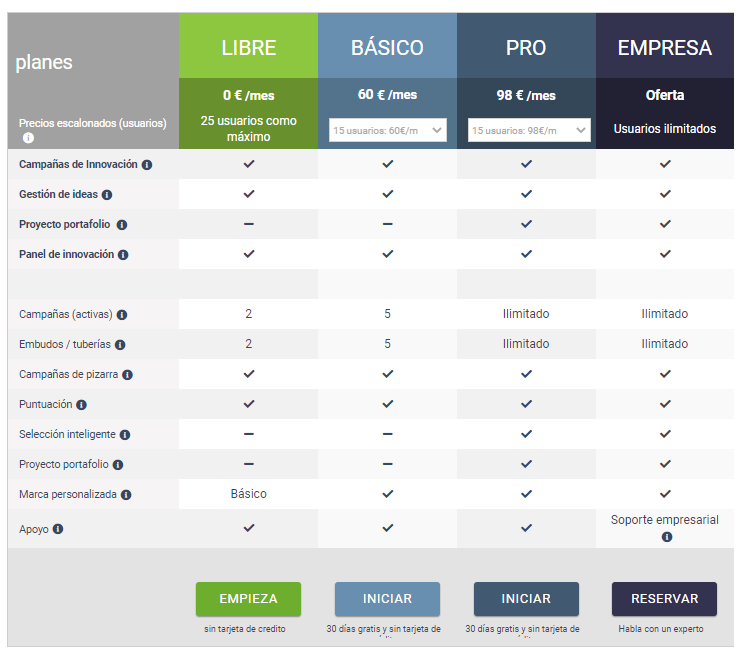 planes
LIBRE
BÁSICO
PRO
EMPRESA
0 € /mes
60 € /mes
98 € /mes
Oferta
Precios escalonados (usuarios)
25 usuarios como
máximo
15 usuarios: 60€/m
15 usuarios: 98€/m
Usuarios ilimitados
Campañas de Innovación
Gestión de ideas
Proyecto portafolio
Panel de innovación
Campañas (activas) 2 5 Ilimitado Ilimitado
Embudos / tuberías 2 5 Ilimitado Ilimitado
Campañas de pizarra
Puntuación
Selección inteligente
Proyecto portafolio
Marca personalizada Básico
Apoyo Soporte empresarial
EMPIEZA
INICIAR
INICIAR
RESERVAR
sin tarjeta de credito
30 días gratis y sin tarjeta de
30 días gratis y sin tarjeta de
Habla con un experto